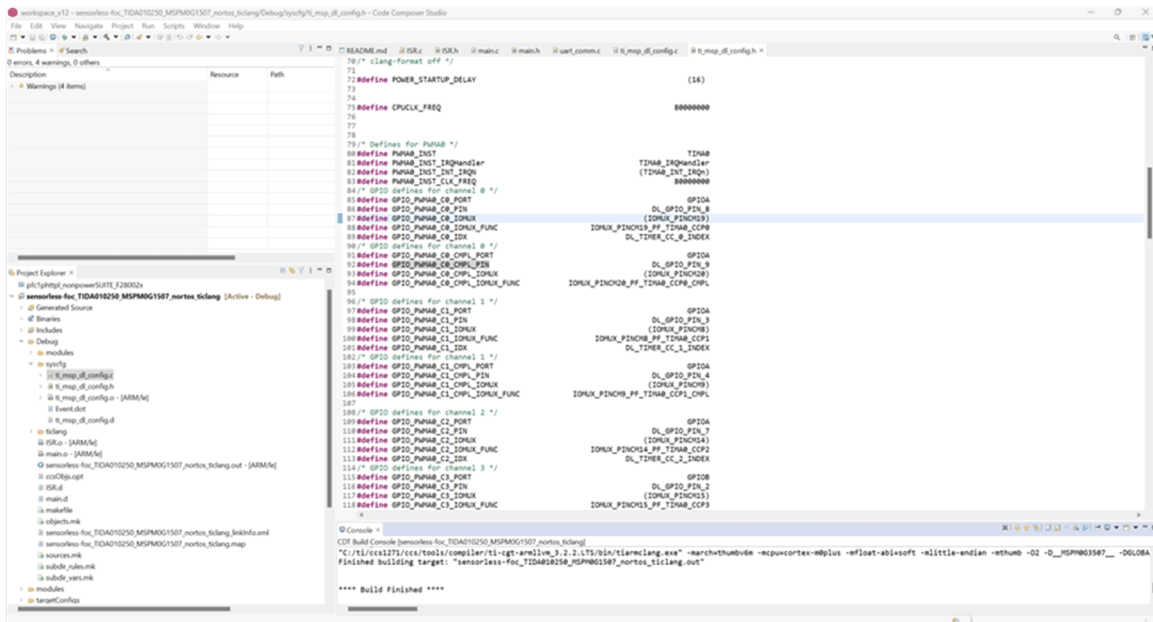 workspace_v12 - sensorless-foc_TIDA010250_MSPM0G1507_nortos_ticlang/Debug/syscfg/ti_msp_dl_config.h - Code Composer Studio
File Edit View Navigate Project Run Scripts Window Help
Problems × Search
0 errors, 4 warnings, 0 others
Description Resource Path
Warnings (4 items)
Project Explorer ×
pfc1phttpl_nonpowerSUITE_F28002x
sensorless-foc_TIDA010250_MSPM0G1507_nortos_ticlang [Active - Debug]
Generated Source
Binaries
Includes
Debug
modules
syscfg
ti_msp_dl_config.c
ti_msp_dl_config.h
ti_msp_dl_config.o - [ARM/le]
Event.dot
ti_msp_dl_config.d
ticlang
ISR.o - [ARM/le]
main.o - [ARM/le]
sensorless-foc_TIDA010250_MSPM0G1507_nortos_ticlang.out - [ARM/le]
ccsObjs.opt
ISR.d
main.d
makefile
objects.mk
sensorless-foc_TIDA010250_MSPM0G1507_nortos_ticlang_linkInfo.xml
sensorless-foc_TIDA010250_MSPM0G1507_nortos_ticlang.map
sources.mk
subdir_rules.mk
subdir_vars.mk
modules
targetConfigs
README.md ISR.c ISR.h main.c main.h uart_comm.c ti_msp_dl_config.c ti_msp_dl_config.h ×
70 /* clang-format off */
71
72 #define POWER_STARTUP_DELAY (16)
73
74
75 #define CPUCLK_FREQ 80000000
76
77
78
79 /* Defines for PWMA0 */
80 #define PWMA0_INST TIMA0
81 #define PWMA0_INST_IRQHandler TIMA0_IRQHandler
82 #define PWMA0_INST_INT_IRQN (TIMA0_INT_IRQn)
83 #define PWMA0_INST_CLK_FREQ 80000000
84 /* GPIO defines for channel 0 */
85 #define GPIO_PWMA0_C0_PORT GPIOA
86 #define GPIO_PWMA0_C0_PIN DL_GPIO_PIN_8
87 #define GPIO_PWMA0_C0_IOMUX (IOMUX_PINCM19)
88 #define GPIO_PWMA0_C0_IOMUX_FUNC IOMUX_PINCM19_PF_TIMA0_CCP0
89 #define GPIO_PWMA0_C0_IDX DL_TIMER_CC_0_INDEX
90 /* GPIO defines for channel 0 */
91 #define GPIO_PWMA0_C0_CMPL_PORT GPIOA
92 #define GPIO_PWMA0_C0_CMPL_PIN DL_GPIO_PIN_9
93 #define GPIO_PWMA0_C0_CMPL_IOMUX (IOMUX_PINCM20)
94 #define GPIO_PWMA0_C0_CMPL_IOMUX_FUNC IOMUX_PINCM20_PF_TIMA0_CCP0_CMPL
95
96 /* GPIO defines for channel 1 */
97 #define GPIO_PWMA0_C1_PORT GPIOA
98 #define GPIO_PWMA0_C1_PIN DL_GPIO_PIN_3
99 #define GPIO_PWMA0_C1_IOMUX (IOMUX_PINCM8)
100 #define GPIO_PWMA0_C1_IOMUX_FUNC IOMUX_PINCM8_PF_TIMA0_CCP1
101 #define GPIO_PWMA0_C1_IDX DL_TIMER_CC_1_INDEX
102 /* GPIO defines for channel 1 */
103 #define GPIO_PWMA0_C1_CMPL_PORT GPIOA
104 #define GPIO_PWMA0_C1_CMPL_PIN DL_GPIO_PIN_4
105 #define GPIO_PWMA0_C1_CMPL_IOMUX (IOMUX_PINCM9)
106 #define GPIO_PWMA0_C1_CMPL_IOMUX_FUNC IOMUX_PINCM9_PF_TIMA0_CCP1_CMPL
107
108 /* GPIO defines for channel 2 */
109 #define GPIO_PWMA0_C2_PORT GPIOA
110 #define GPIO_PWMA0_C2_PIN DL_GPIO_PIN_7
111 #define GPIO_PWMA0_C2_IOMUX (IOMUX_PINCM14)
112 #define GPIO_PWMA0_C2_IOMUX_FUNC IOMUX_PINCM14_PF_TIMA0_CCP2
113 #define GPIO_PWMA0_C2_IDX DL_TIMER_CC_2_INDEX
114 /* GPIO defines for channel 3 */
115 #define GPIO_PWMA0_C3_PORT GPIOB
116 #define GPIO_PWMA0_C3_PIN DL_GPIO_PIN_2
117 #define GPIO_PWMA0_C3_IOMUX (IOMUX_PINCM15)
118 #define GPIO_PWMA0_C3_IOMUX_FUNC IOMUX_PINCM15_PF_TIMA0_CCP3
Console ×
CDT Build Console [sensorless-foc_TIDA010250_MSPM0G1507_nortos_ticlang]
"C:/ti/ccs1271/ccs/tools/compiler/ti-cgt-armllvm_3.2.2.LTS/bin/tiarmclang.exe" -march=thumbv6m -mcpu=cortex-m0plus -mfloat-abi=soft -mlittle-endian -mthumb -O2 -D__MSPM0G3507__ -DGLOBA
Finished building target: "sensorless-foc_TIDA010250_MSPM0G1507_nortos_ticlang.out"
**** Build Finished ****